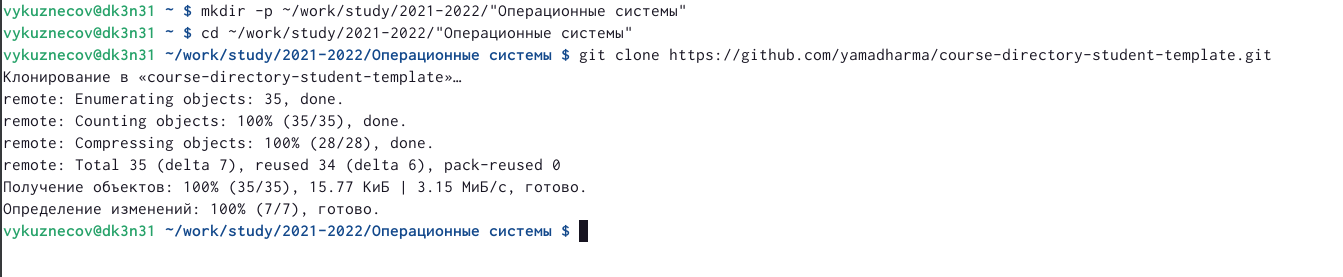 vykuznecov@dk3n31 ~ $ mkdir -p ~/work/study/2021-2022/"Операционные системы"
vykuznecov@dk3n31 ~ $ cd ~/work/study/2021-2022/"Операционные системы"
vykuznecov@dk3n31 ~/work/study/2021-2022/Операционные системы $ git clone https://github.com/yamadharma/course-directory-student-template.git
Клонирование в «course-directory-student-template»…
remote: Enumerating objects: 35, done.
remote: Counting objects: 100% (35/35), done.
remote: Compressing objects: 100% (28/28), done.
remote: Total 35 (delta 7), reused 34 (delta 6), pack-reused 0
Получение объектов: 100% (35/35), 15.77 КиБ | 3.15 МиБ/с, готово.
Определение изменений: 100% (7/7), готово.
vykuznecov@dk3n31 ~/work/study/2021-2022/Операционные системы $